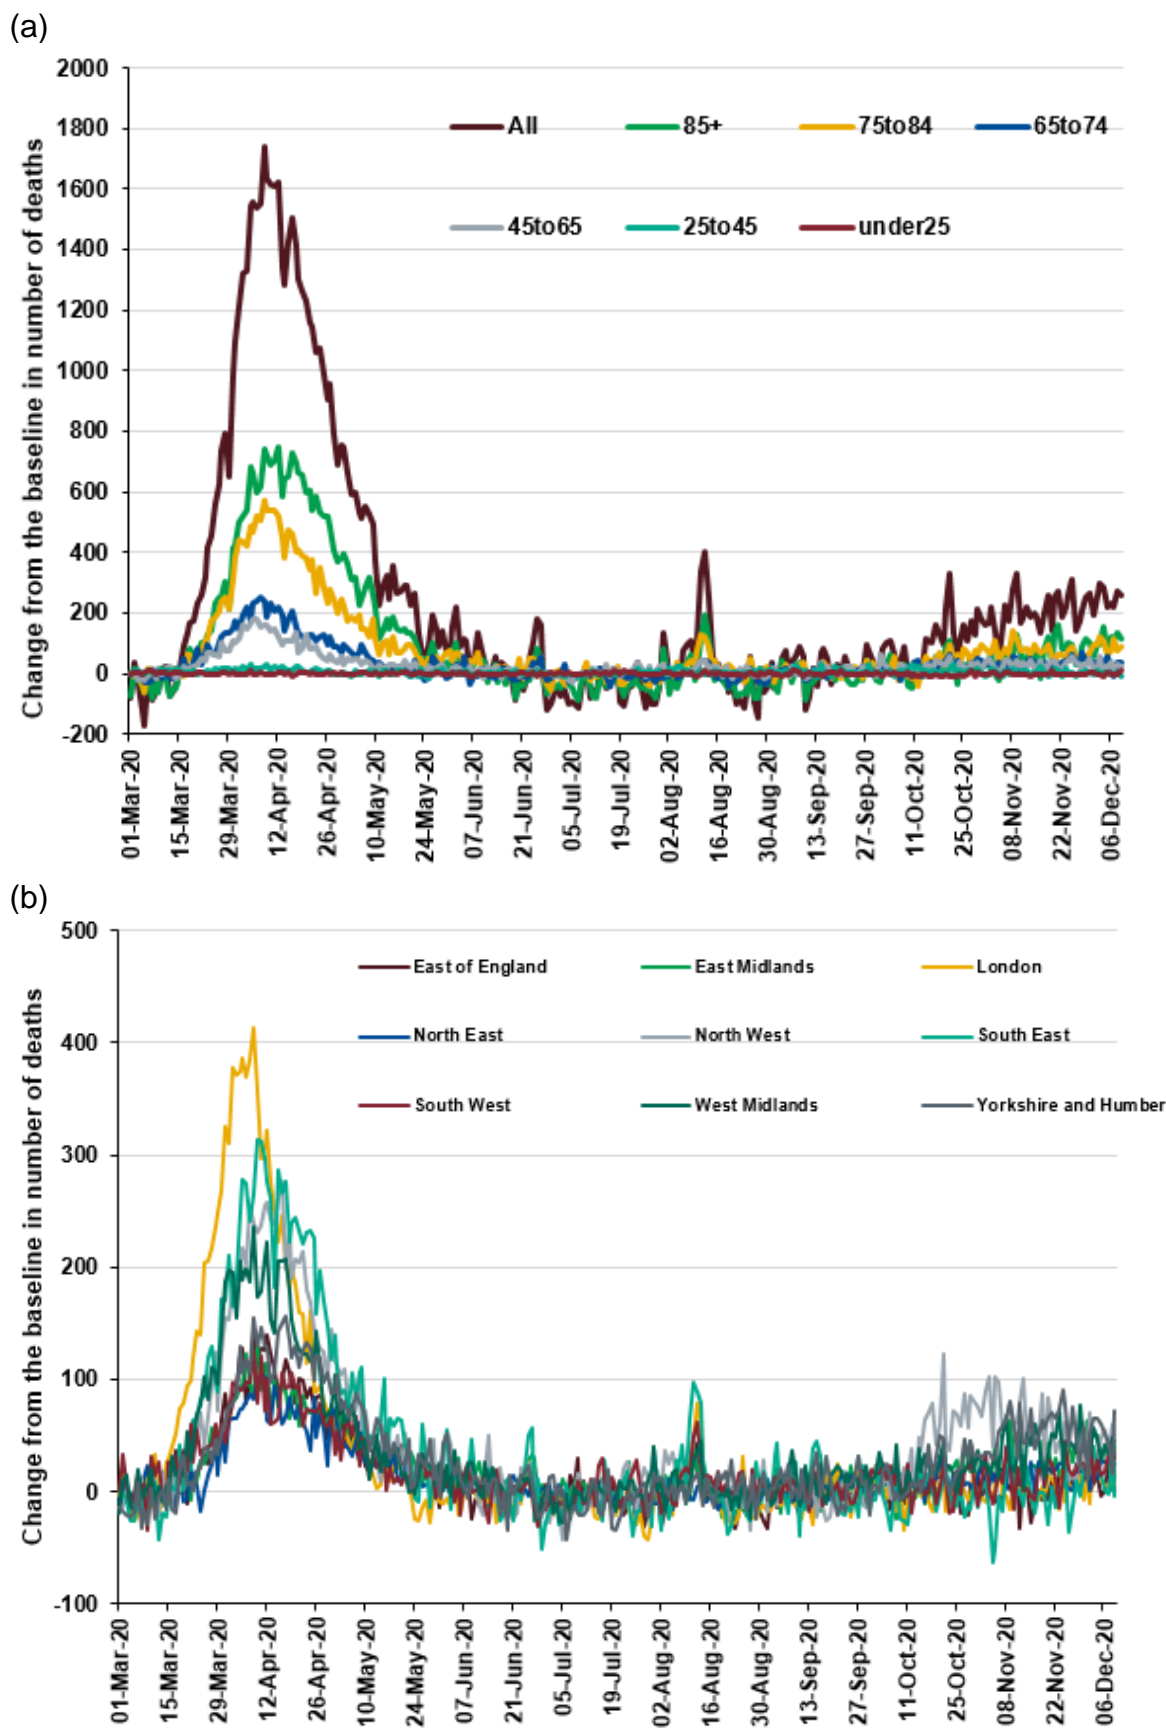 (a)
Change from the baseline in number of deaths
2000
1800
1600
1400
1200
1000
800
600
400
200
0
-200
All 85+ 75to84 65to74
45to65 25to45 under25
01-Mar-20 15-Mar-20 29-Mar-20 12-Apr-20 26-Apr-20 10-May-20 24-May-20 07-Jun-20 21-Jun-20 05-Jul-20 19-Jul-20 02-Aug-20 16-Aug-20 30-Aug-20 13-Sep-20 27-Sep-20 11-Oct-20 25-Oct-20 08-Nov-20 22-Nov-20 06-Dec-20
(b)
Change from the baseline in number of deaths
500
400
300
200
100
0
-100
East of England East Midlands London
North East North West South East
South West West Midlands Yorkshire and Humber
01-Mar-20 15-Mar-20 29-Mar-20 12-Apr-20 26-Apr-20 10-May-20 24-May-20 07-Jun-20 21-Jun-20 05-Jul-20 19-Jul-20 02-Aug-20 16-Aug-20 30-Aug-20 13-Sep-20 27-Sep-20 11-Oct-20 25-Oct-20 08-Nov-20 22-Nov-20 06-Dec-20